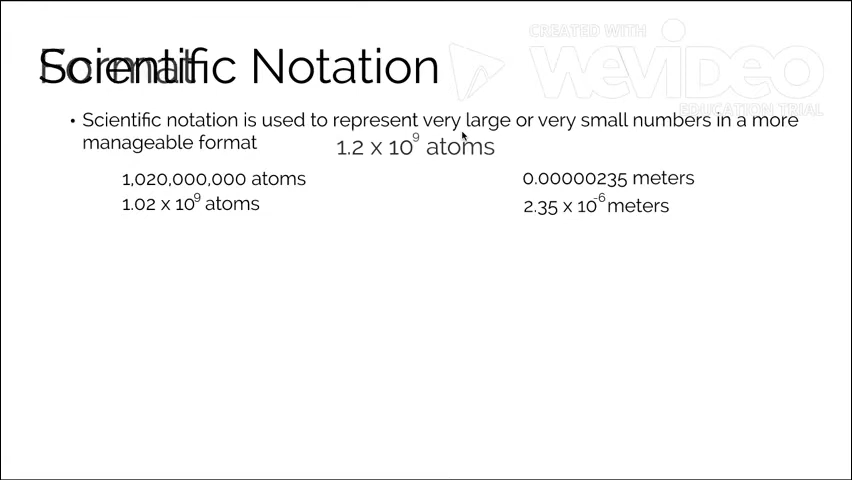 Scientific Notation
Format
CREATED WITH
WeVideo
EDUCATION TRIAL
• Scientific notation is used to represent very large or very small numbers in a more
manageable format
1.2 x 10⁹ atoms
1,020,000,000 atoms
1.02 x 10⁹ atoms
0.00000235 meters
2.35 x 10⁻⁶ meters